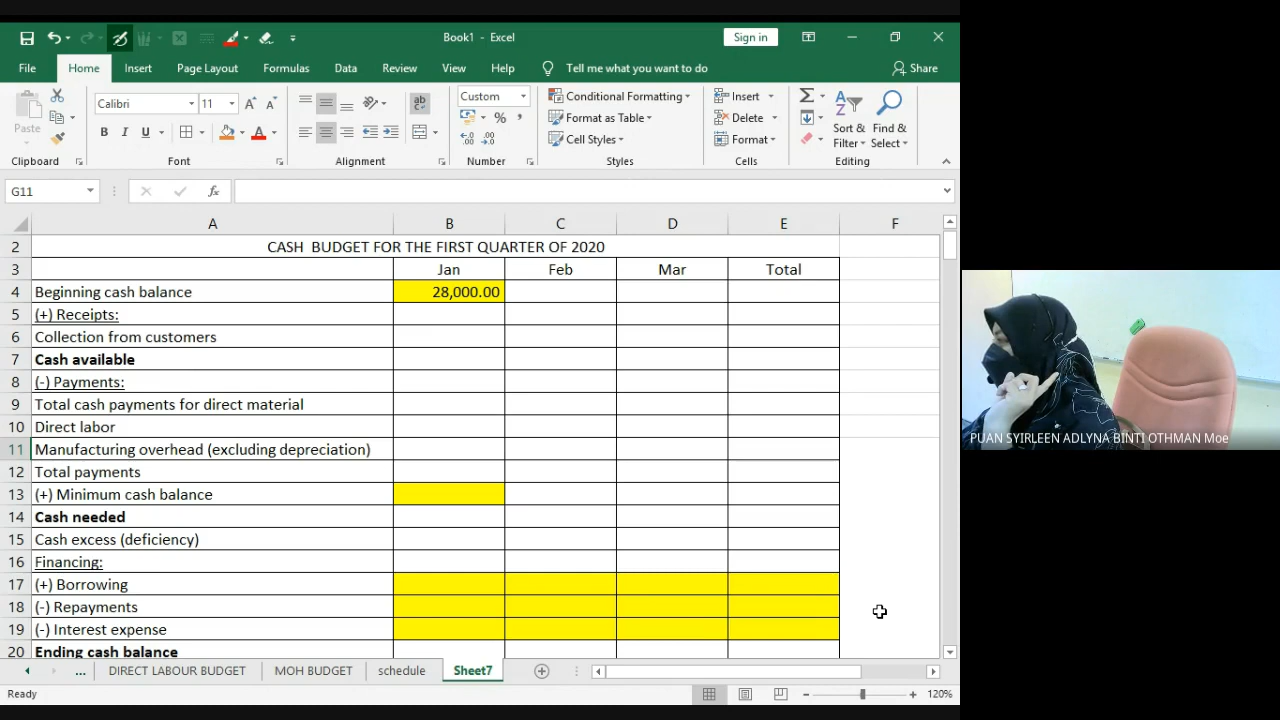 Book1 - Excel
Sign in
File Home Insert Page Layout Formulas Data Review View Help Tell me what you want to do Share
Paste
Calibri 11
B I U
Custom
Conditional Formatting
Format as Table
Cell Styles
Insert
Delete
Format
Sort & Filter
Find & Select
Clipboard Font Alignment Number Styles Cells Editing
G11 fx
A B C D E F
2 CASH BUDGET FOR THE FIRST QUARTER OF 2020
3 Jan Feb Mar Total
4 Beginning cash balance 28,000.00
5 (+) Receipts:
6 Collection from customers
7 Cash available
8 (-) Payments:
9 Total cash payments for direct material
10 Direct labor
11 Manufacturing overhead (excluding depreciation)
12 Total payments
13 (+) Minimum cash balance
14 Cash needed
15 Cash excess (deficiency)
16 Financing:
17 (+) Borrowing
18 (-) Repayments
19 (-) Interest expense
20 Ending cash balance
... DIRECT LABOUR BUDGET MOH BUDGET schedule Sheet7
Ready 120%
PUAN SYIRLEEN ADLYNA BINTI OTHMAN Moe